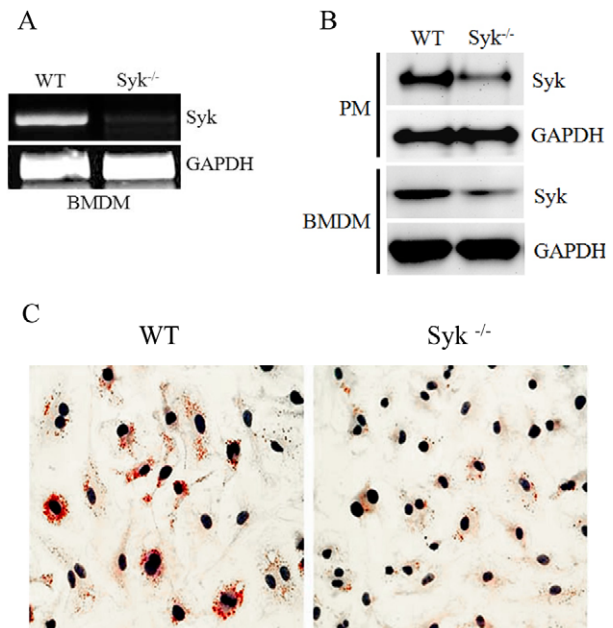 A
WT Syk-/-
Syk
GAPDH
BMDM
B
WT Syk-/-
PM
Syk
GAPDH
BMDM
Syk
GAPDH
C
WT Syk -/-